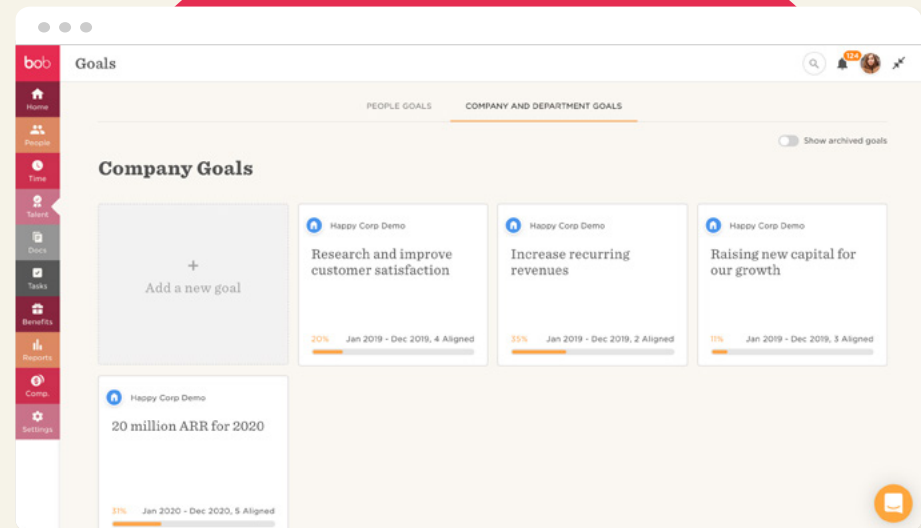 bob
Goals
124
Home
People
Time
Talent
Docs
Tasks
Benefits
Reports
Comp.
Settings
PEOPLE GOALS
COMPANY AND DEPARTMENT GOALS
Show archived goals
Company Goals
+
Add a new goal
Happy Corp Demo
Research and improve
customer satisfaction
20% Jan 2019 - Dec 2019, 4 Aligned
Happy Corp Demo
Increase recurring
revenues
35% Jan 2019 - Dec 2019, 2 Aligned
Happy Corp Demo
Raising new capital for
our growth
11% Jan 2019 - Dec 2019, 3 Aligned
Happy Corp Demo
20 million ARR for 2020
31% Jan 2020 - Dec 2020, 5 Aligned